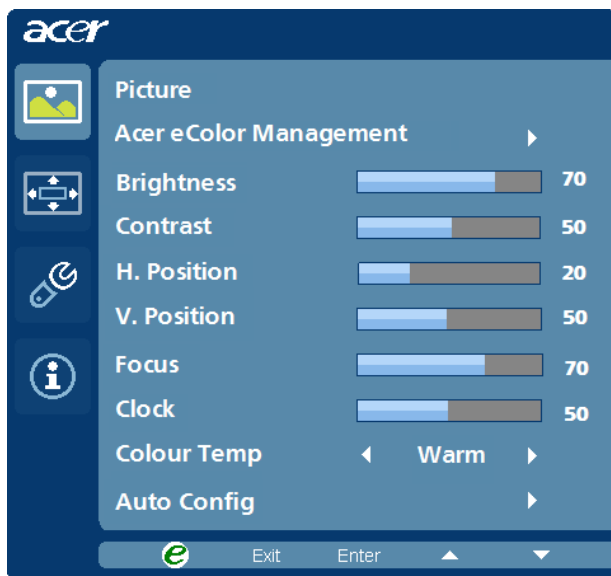 acer
Picture
Acer eColor Management
Brightness 70
Contrast 50
H. Position 20
V. Position 50
Focus 70
Clock 50
Colour Temp Warm
Auto Config
e Exit Enter